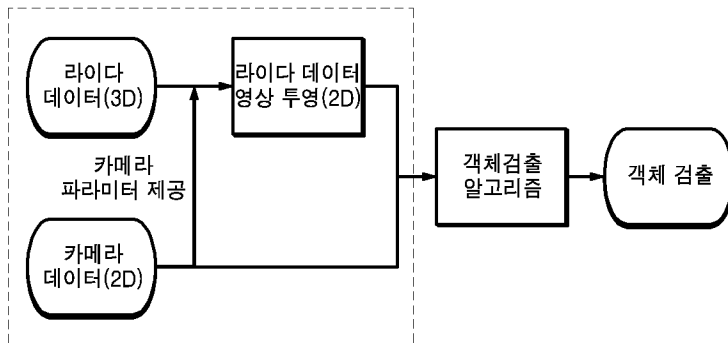 라이다
데이터(3D)
라이다 데이터
영상 투영(2D)
카메라
파라미터 제공
객체검출
알고리즘
객체 검출
카메라
데이터(2D)